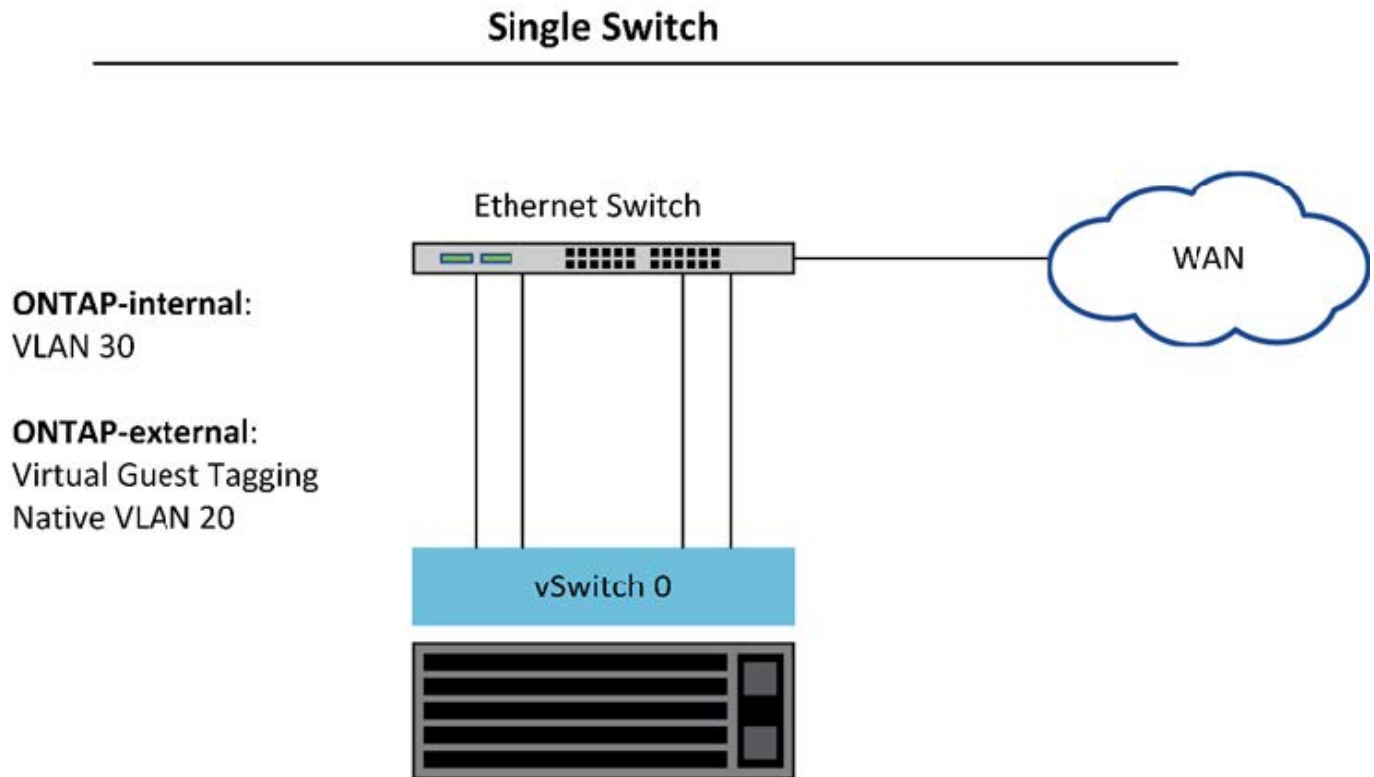 Single Switch
Ethernet Switch
WAN
ONTAP-internal:
VLAN 30
ONTAP-external:
Virtual Guest Tagging
Native VLAN 20
vSwitch 0